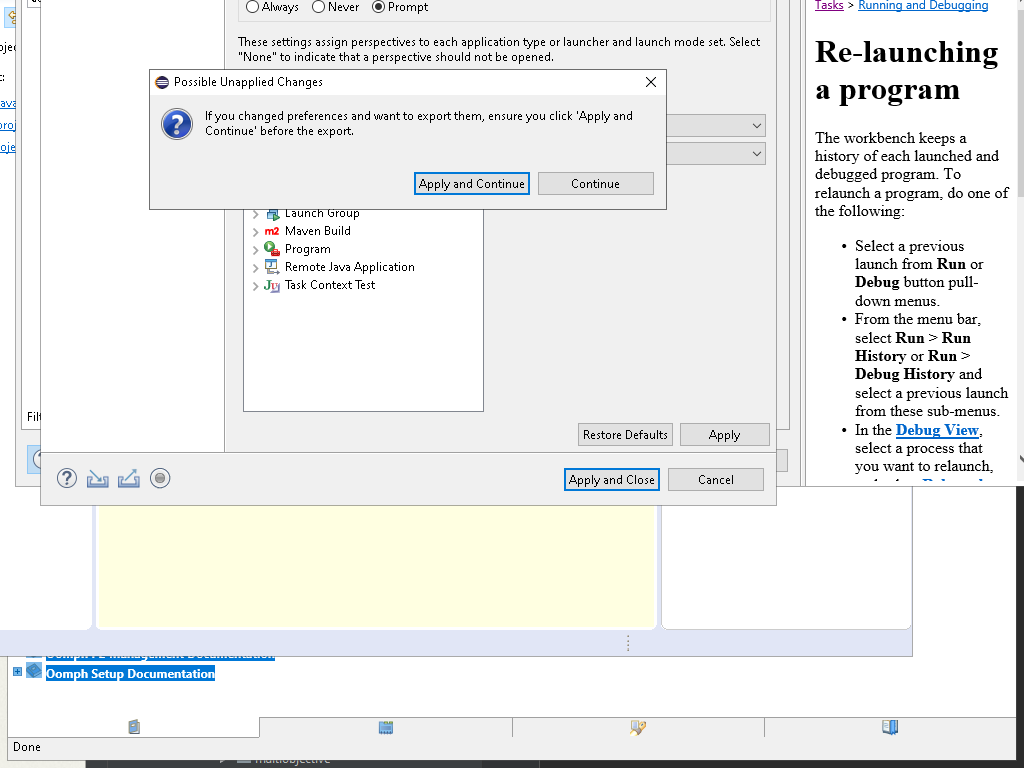 Always
Never
Prompt
These settings assign perspectives to each application type or launcher and launch mode set. Select
"None" to indicate that a perspective should not be opened.
Possible Unapplied Changes
If you changed preferences and want to export them, ensure you click 'Apply and
Continue' before the export.
Apply and Continue
Continue
Launch Group
Maven Build
Program
Remote Java Application
Task Context Test
Restore Defaults
Apply
Apply and Close
Cancel
Tasks > Running and Debugging
Re-launching
a program
The workbench keeps a
history of each launched and
debugged program. To
relaunch a program, do one of
the following:
• Select a previous
launch from Run or
Debug button pull-
down menus.
• From the menu bar,
select Run > Run
History or Run >
Debug History and
select a previous launch
from these sub-menus.
• In the Debug View,
select a process that
you want to relaunch,
Oomph Setup Documentation
Done